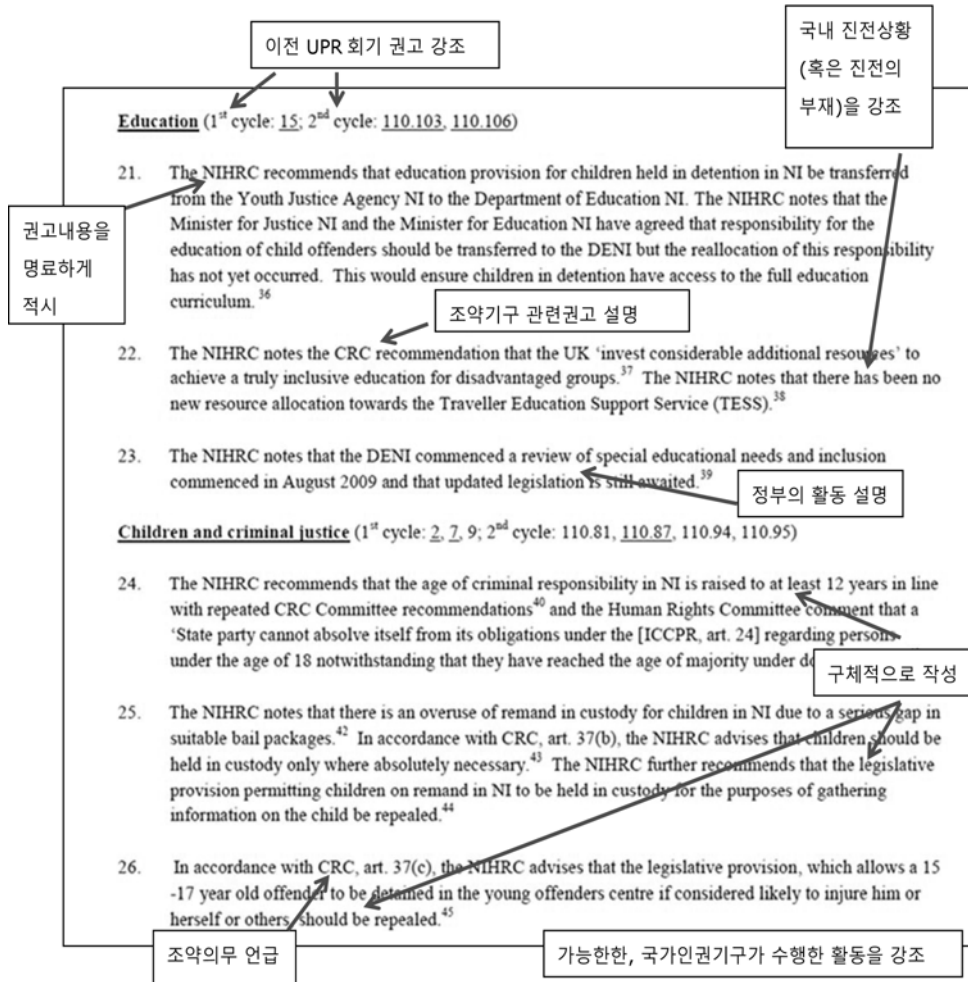 이전 UPR 회기 권고 강조
국내 진전상황
(혹은 진전의
부재)을 강조
Education (1st cycle: 15; 2nd cycle: 110.103, 110.106)
21. The NIHRC recommends that education provision for children held in detention in NI be transferred
from the Youth Justice Agency NI to the Department of Education NI. The NIHRC notes that the
Minister for Justice NI and the Minister for Education NI have agreed that responsibility for the
education of child offenders should be transferred to the DENI but the reallocation of this responsibility
has not yet occurred. This would ensure children in detention have access to the full education
curriculum. 36
권고내용을
명료하게
적시
조약기구 관련권고 설명
22. The NIHRC notes the CRC recommendation that the UK ‘invest considerable additional resources’ to
achieve a truly inclusive education for disadvantaged groups.37 The NIHRC notes that there has been no
new resource allocation towards the Traveller Education Support Service (TESS).38
23. The NIHRC notes that the DENI commenced a review of special educational needs and inclusion
commenced in August 2009 and that updated legislation is still awaited.39
정부의 활동 설명
Children and criminal justice (1st cycle: 2, 7, 9; 2nd cycle: 110.81, 110.87, 110.94, 110.95)
24. The NIHRC recommends that the age of criminal responsibility in NI is raised to at least 12 years in line
with repeated CRC Committee recommendations40 and the Human Rights Committee comment that a
‘State party cannot absolve itself from its obligations under the [ICCPR, art. 24] regarding persons
under the age of 18 notwithstanding that they have reached the age of majority under
구체적으로 작성
25. The NIHRC notes that there is an overuse of remand in custody for children in NI due to a serious gap in
suitable bail packages.42 In accordance with CRC, art. 37(b), the NIHRC advises that children should be
held in custody only where absolutely necessary.43 The NIHRC further recommends that the legislative
provision permitting children on remand in NI to be held in custody for the purposes of gathering
information on the child be repealed.44
26. In accordance with CRC, art. 37(c), the NIHRC advises that the legislative provision, which allows a 15
-17 year old offender to be detained in the young offenders centre if considered likely to injure him or
herself or others, should be repealed.45
조약의무 언급
가능한한, 국가인권기구가 수행한 활동을 강조